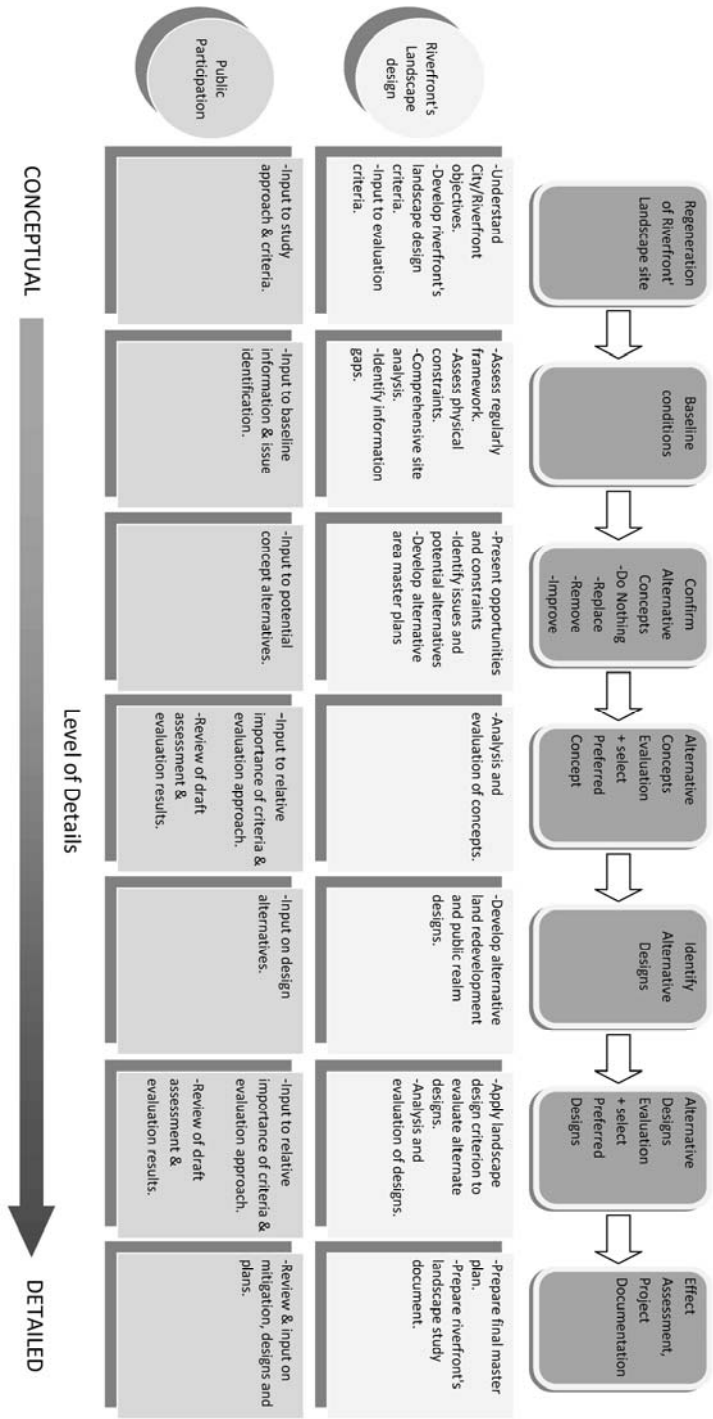 Regeneration
of Riverfront'
Landscape site
Baseline
conditions
Confirm
Alternative
Concepts
-Do Nothing
-Replace
-Remove
-Improve
Alternative
Concepts
Evaluation
+ select
Preferred
Concept
Identify
Alternative
Designs
Alternative
Designs
Evaluation
+ select
Preferred
Designs
Effect
Assessment,
Project
Documentation
Riverfront's
Landscape
design
-Understand
City/Riverfront
objectives.
-Develop riverfront's
landscape design
criteria.
-Input to evaluation
criteria.
-Assess regularly
framework.
-Assess physical
constraints.
-Comprehensive site
analysis.
-Identify information
gaps.
-Present opportunities
and constraints
-Identify issues and
potential alternatives
-Develop alternative
area master plans
-Analysis and
evaluation of concepts.
-Develop alternative
land redevelopment
and public realm
designs.
-Apply landscape
design criterion to
evaluate alternate
designs.
-Analysis and
evaluation of designs.
-Prepare final master
plan.
-Prepare riverfront's
landscape study
document.
Public
Participation
-Input to study
approach & criteria.
-Input to baseline
information & issue
identification.
-Input to potential
concept alternatives.
-Input to relative
importance of criteria &
evaluation approach.
-Review of draft
assessment &
evaluation results.
-Input on design
alternatives.
-Input to relative
importance of criteria &
evaluation approach.
-Review of draft
assessment &
evaluation results.
-Review & input on
mitigation, designs and
plans.
CONCEPTUAL
DETAILED
Level of Details